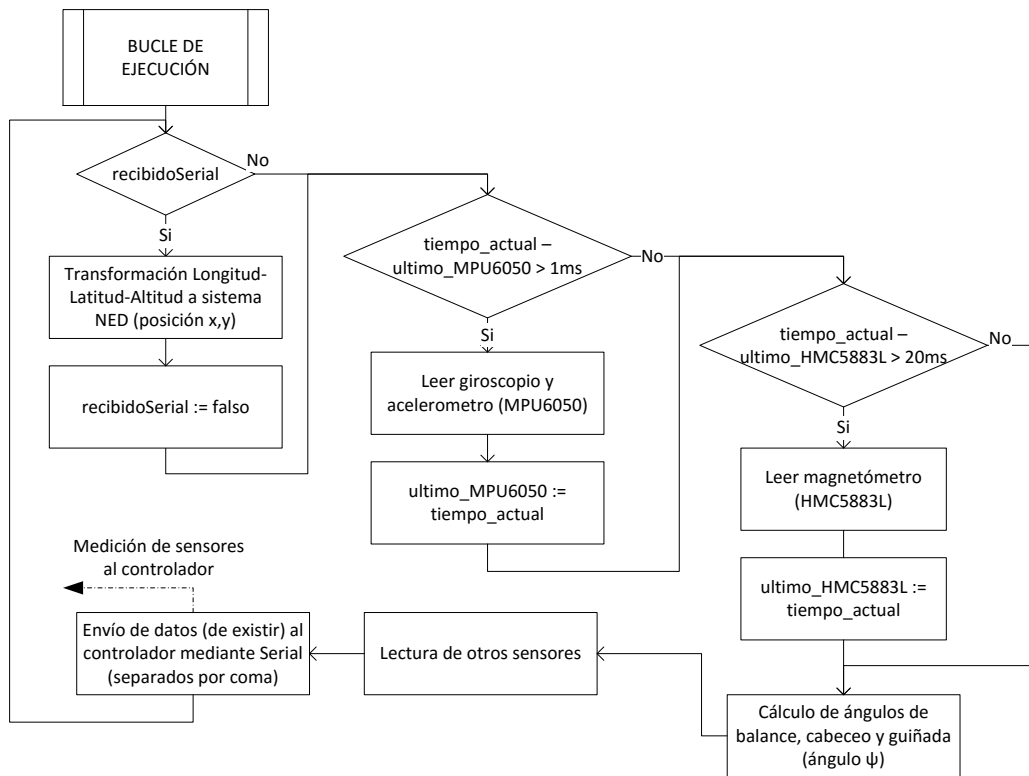 BUCLE DE
EJECUCIÓN
recibidoSerial
No
Si
Transformación Longitud-
Latitud-Altitud a sistema
NED (posición x,y)
recibidoSerial := falso
tiempo_actual –
ultimo_MPU6050 > 1ms
No
Si
Leer giroscopio y
acelerometro (MPU6050)
ultimo_MPU6050 :=
tiempo_actual
tiempo_actual –
ultimo_HMC5883L > 20ms
No
Si
Leer magnetómetro
(HMC5883L)
ultimo_HMC5883L :=
tiempo_actual
Cálculo de ángulos de
balance, cabeceo y guiñada
(ángulo ψ)
Lectura de otros sensores
Envío de datos (de existir) al
controlador mediante Serial
(separados por coma)
Medición de sensores
al controlador